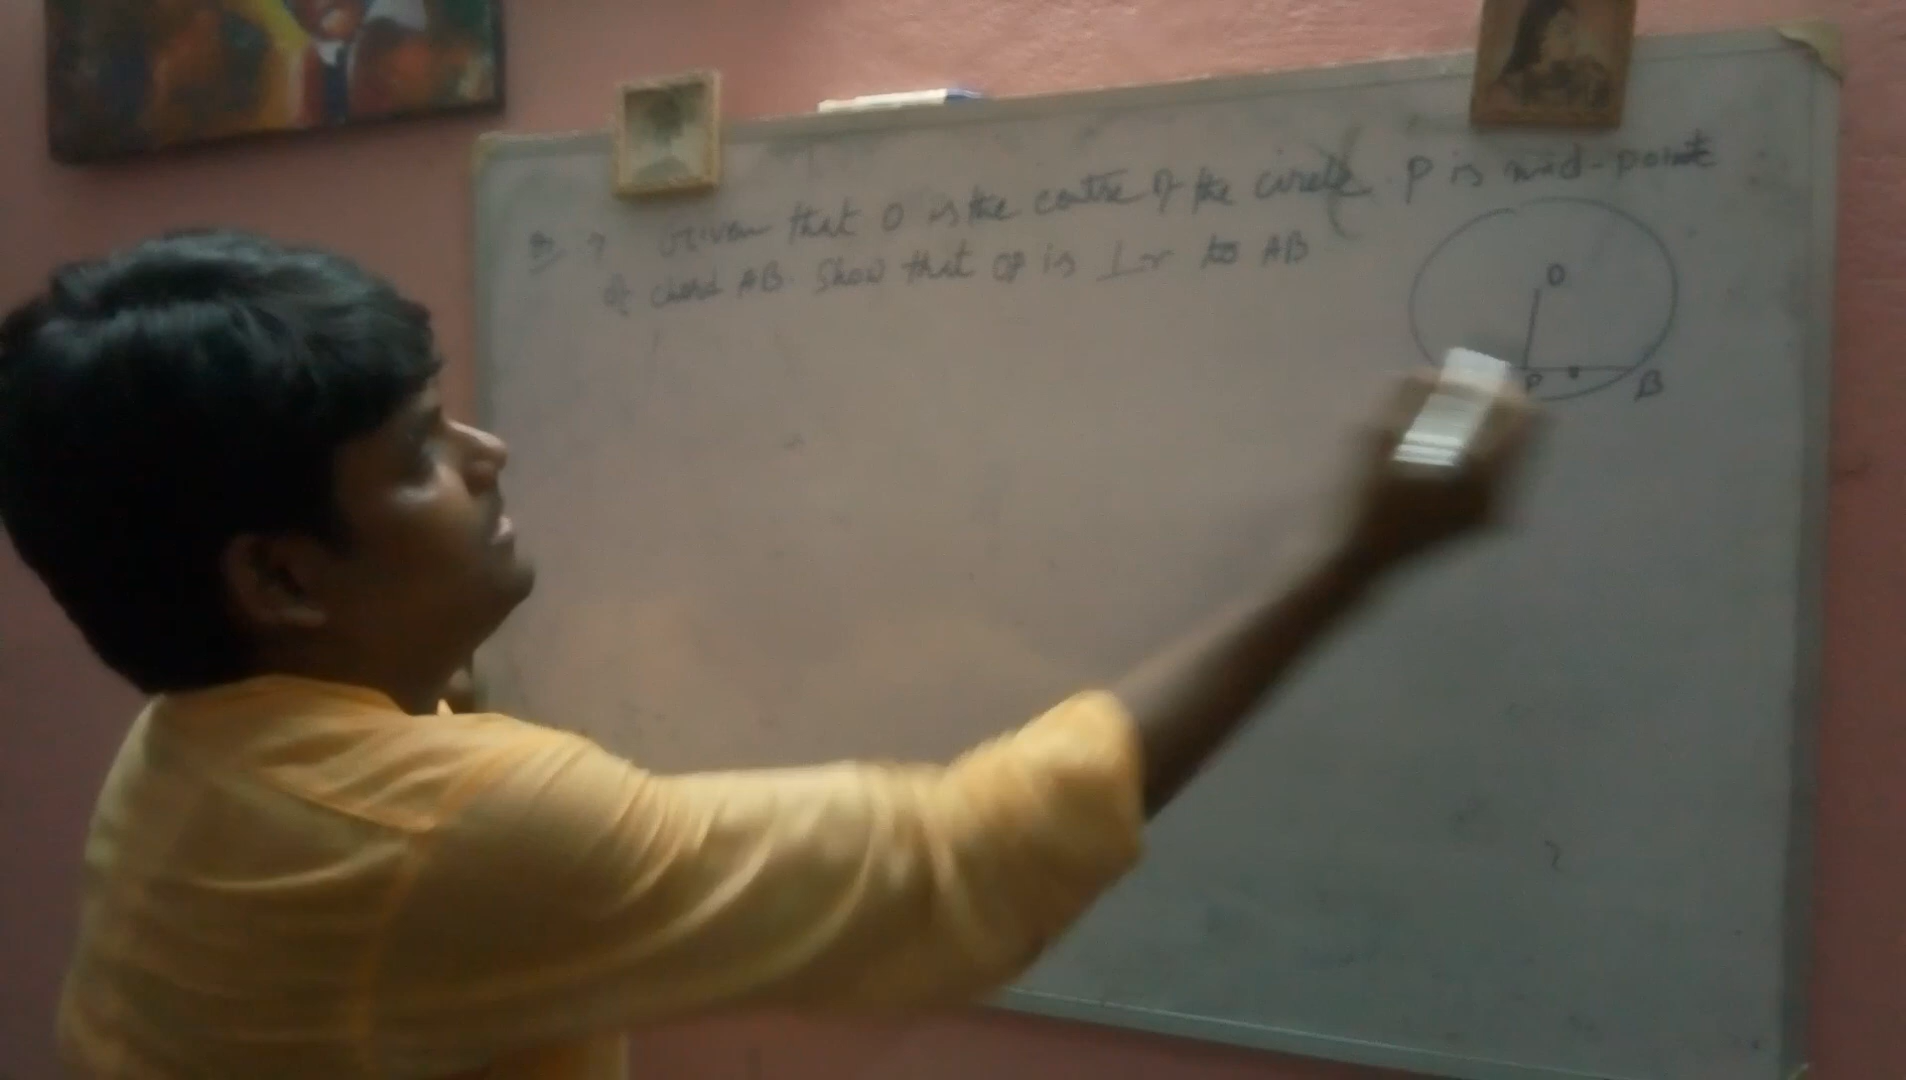 Given that O is the centre of the circle. P is mid-point
of chord AB. Show that OP is ⊥r to AB
O
P
B